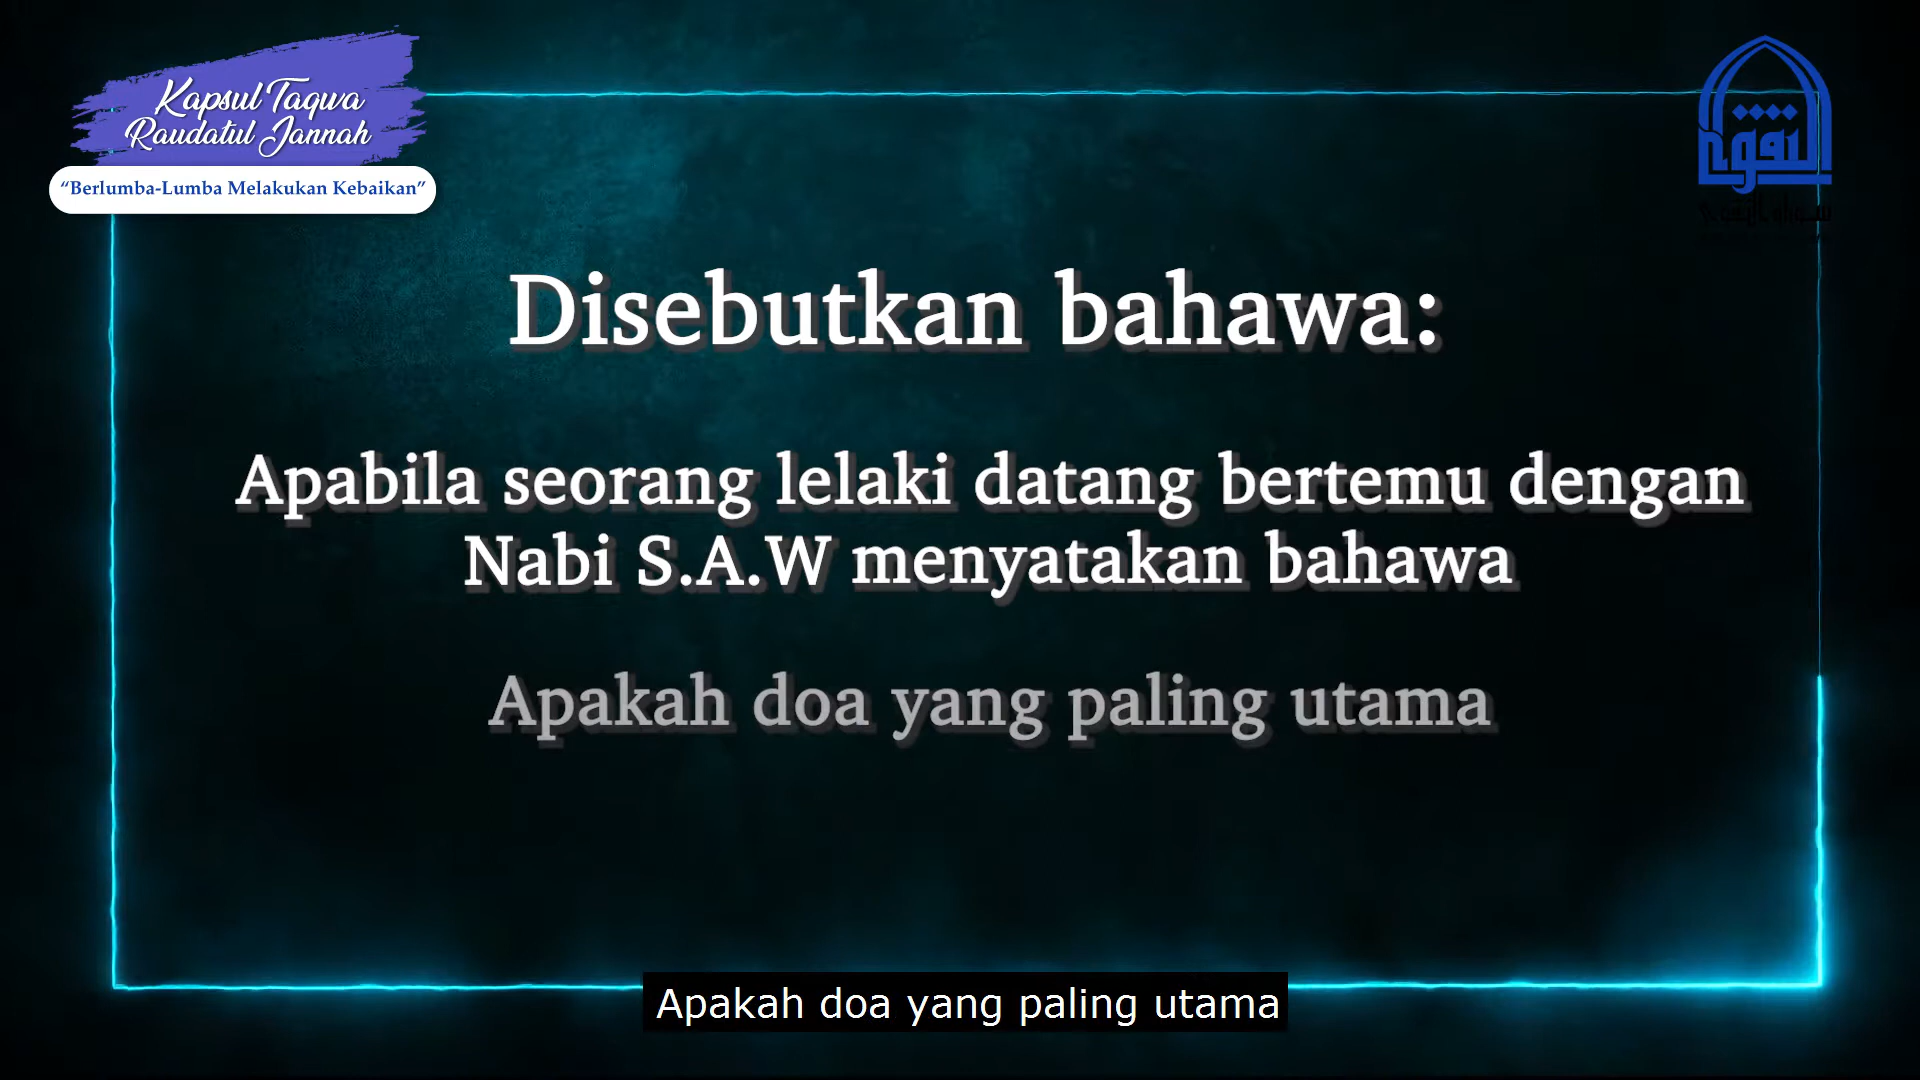 Kapsul Taqwa
Raudatul Jannah
“Berlumba-Lumba Melakukan Kebaikan”
Disebutkan bahawa:
Apabila seorang lelaki datang bertemu dengan
Nabi S.A.W menyatakan bahawa
Apakah doa yang paling utama
Apakah doa yang paling utama